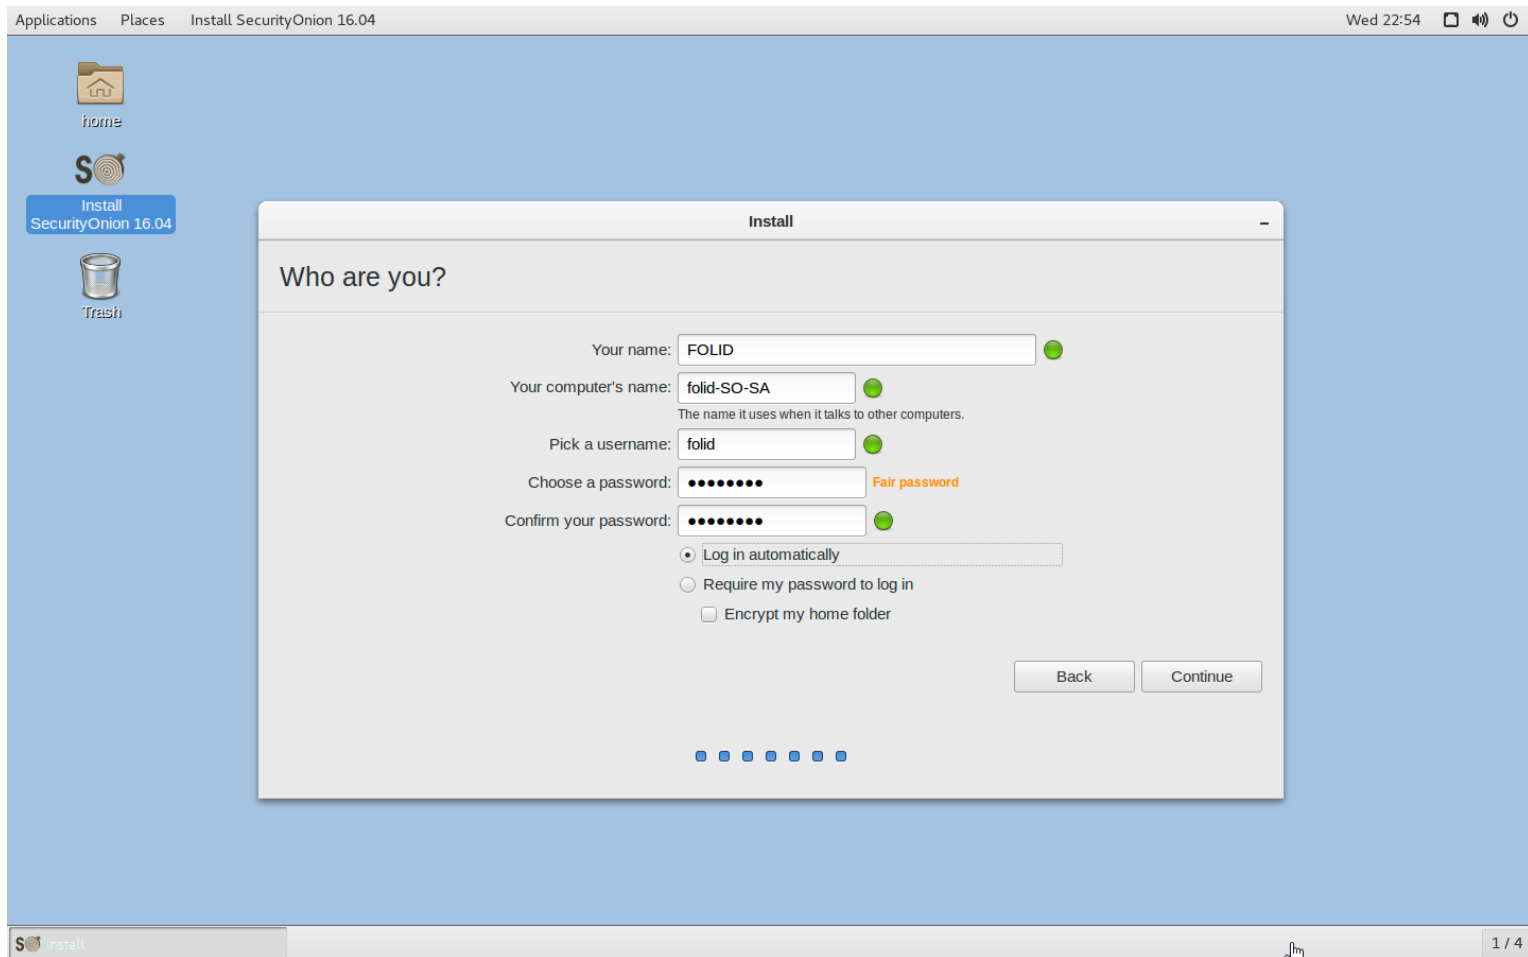 Applications Places Install SecurityOnion 16.04 Wed 22:54
home
SO
Install
SecurityOnion 16.04
Trash
Install
Who are you?
Your name: FOLID
Your computer's name: folid-SO-SA
The name it uses when it talks to other computers.
Pick a username: folid
Choose a password: ●●●●●●●● Fair password
Confirm your password: ●●●●●●●●
Log in automatically
Require my password to log in
Encrypt my home folder
Back Continue
SO Install 1 / 4